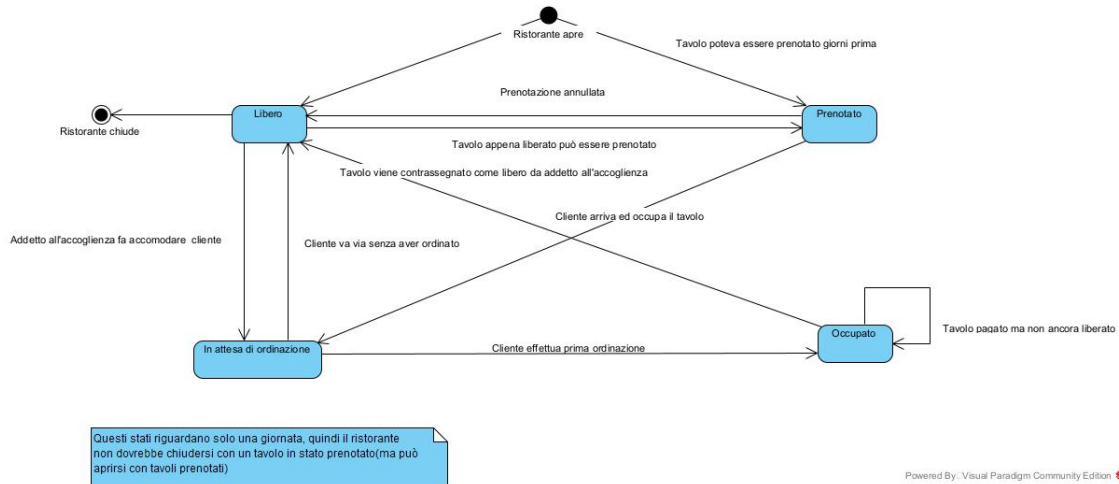 Ristorante apre
Tavolo poteva essere prenotato giorni prima
Prenotazione annullata
Libero
Prenotato
Ristorante chiude
Tavolo appena liberato può essere prenotato
Tavolo viene contrassegnato come libero da addetto all'accoglienza
Cliente arriva ed occupa il tavolo
Addetto all'accoglienza fa accomodare cliente
Cliente va via senza aver ordinato
Occupato
Tavolo pagato ma non ancora liberato
In attesa di ordinazione
Cliente effettua prima ordinazione
Questi stati riguardano solo una giornata, quindi il ristorante
non dovrebbe chiudersi con un tavolo in stato prenotato(ma può
aprirsi con tavoli prenotati)
Powered By: Visual Paradigm Community Edition